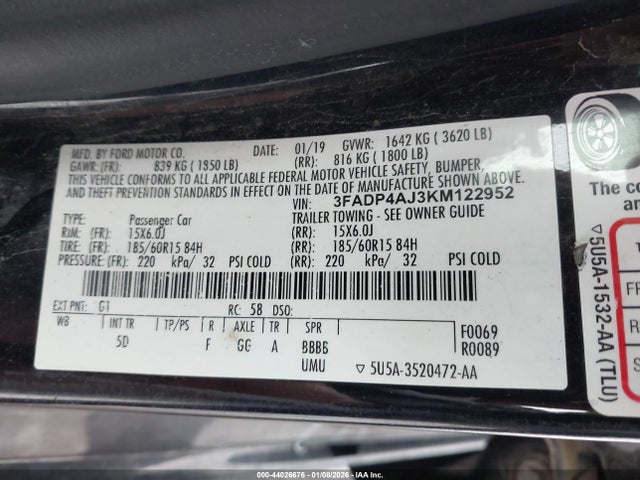 MFD. BY FORD MOTOR CO. DATE: 01/19 GVWR: 1642 KG ( 3620 LB)
GAWR: (FR): 839 KG ( 1850 LB) (RR): 816 KG ( 1800 LB)
THIS VEHICLE CONFORMS TO ALL APPLICABLE FEDERAL MOTOR VEHICLE SAFETY, BUMPER,
AND THEFT PREVENTION STANDARDS IN EFFECT ON THE DATE OF MANUFACTURE SHOWN ABOVE.
VIN: 3FADP4AJ3KM122952
TYPE: Passenger Car TRAILER TOWING - SEE OWNER GUIDE
RIM: (FR): 15X6.0J (RR): 15X6.0J
TIRE: (FR): 185/60R15 84H (RR): 185/60R15 84H
PRESSURE: (FR): 220 kPa/ 32 PSI COLD (RR): 220 kPa/ 32 PSI COLD
EXT PNT: G1 RC: 58 DSO:
WB INT TR TP/PS R AXLE TR SPR F0069
5D F GG A BBBB R0089
UMU ▽5U5A-3520472-AA
▽5U5A-1532-AA (TLU)
The co
and
T
FR
R
S
000-44026676 - 01/08/2026 - IAA Inc.